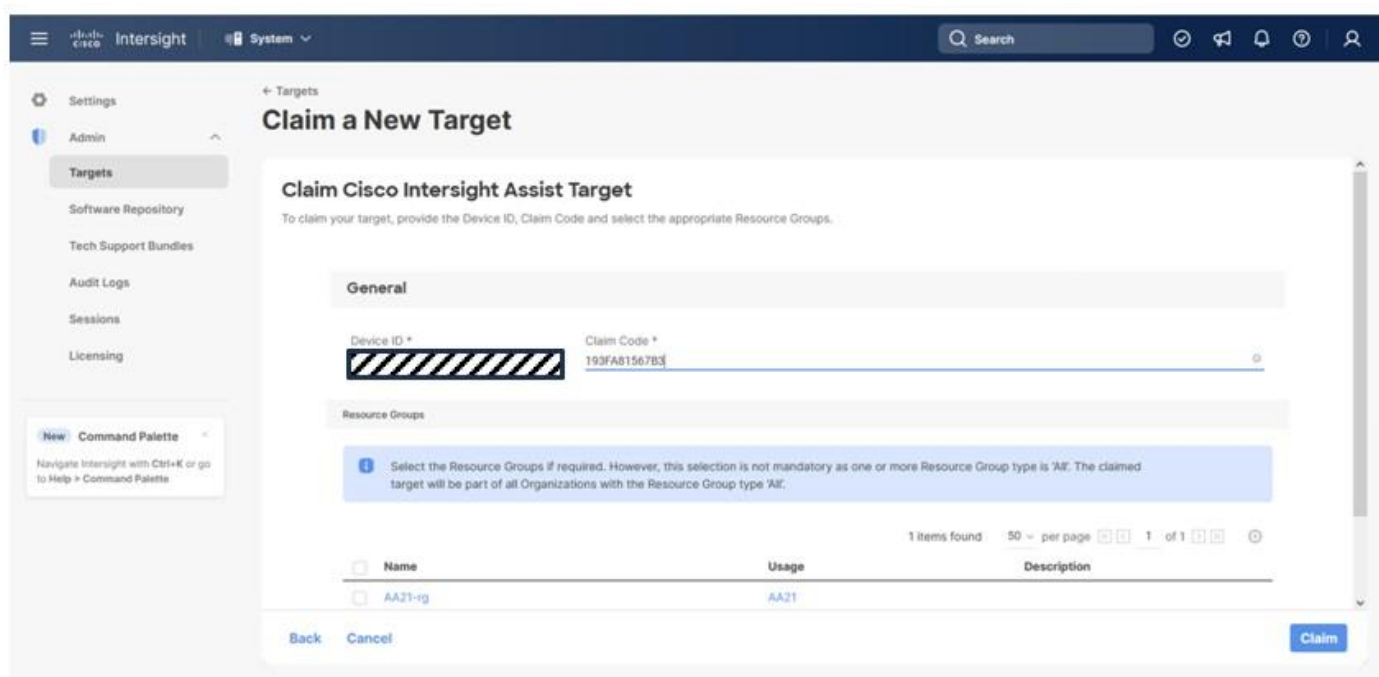 cisco Intersight System Search
Settings
Admin
Targets
Software Repository
Tech Support Bundles
Audit Logs
Sessions
Licensing
New Command Palette
Navigate Intersight with Ctrl+K or go
to Help > Command Palette
← Targets
Claim a New Target
Claim Cisco Intersight Assist Target
To claim your target, provide the Device ID, Claim Code and select the appropriate Resource Groups.
General
Device ID * Claim Code *
193FA81567B3
Resource Groups
Select the Resource Groups if required. However, this selection is not mandatory as one or more Resource Group type is 'All'. The claimed
target will be part of all Organizations with the Resource Group type 'All'.
1 items found 50 per page 1 of 1
Name Usage Description
AA21-rg AA21
Back Cancel Claim